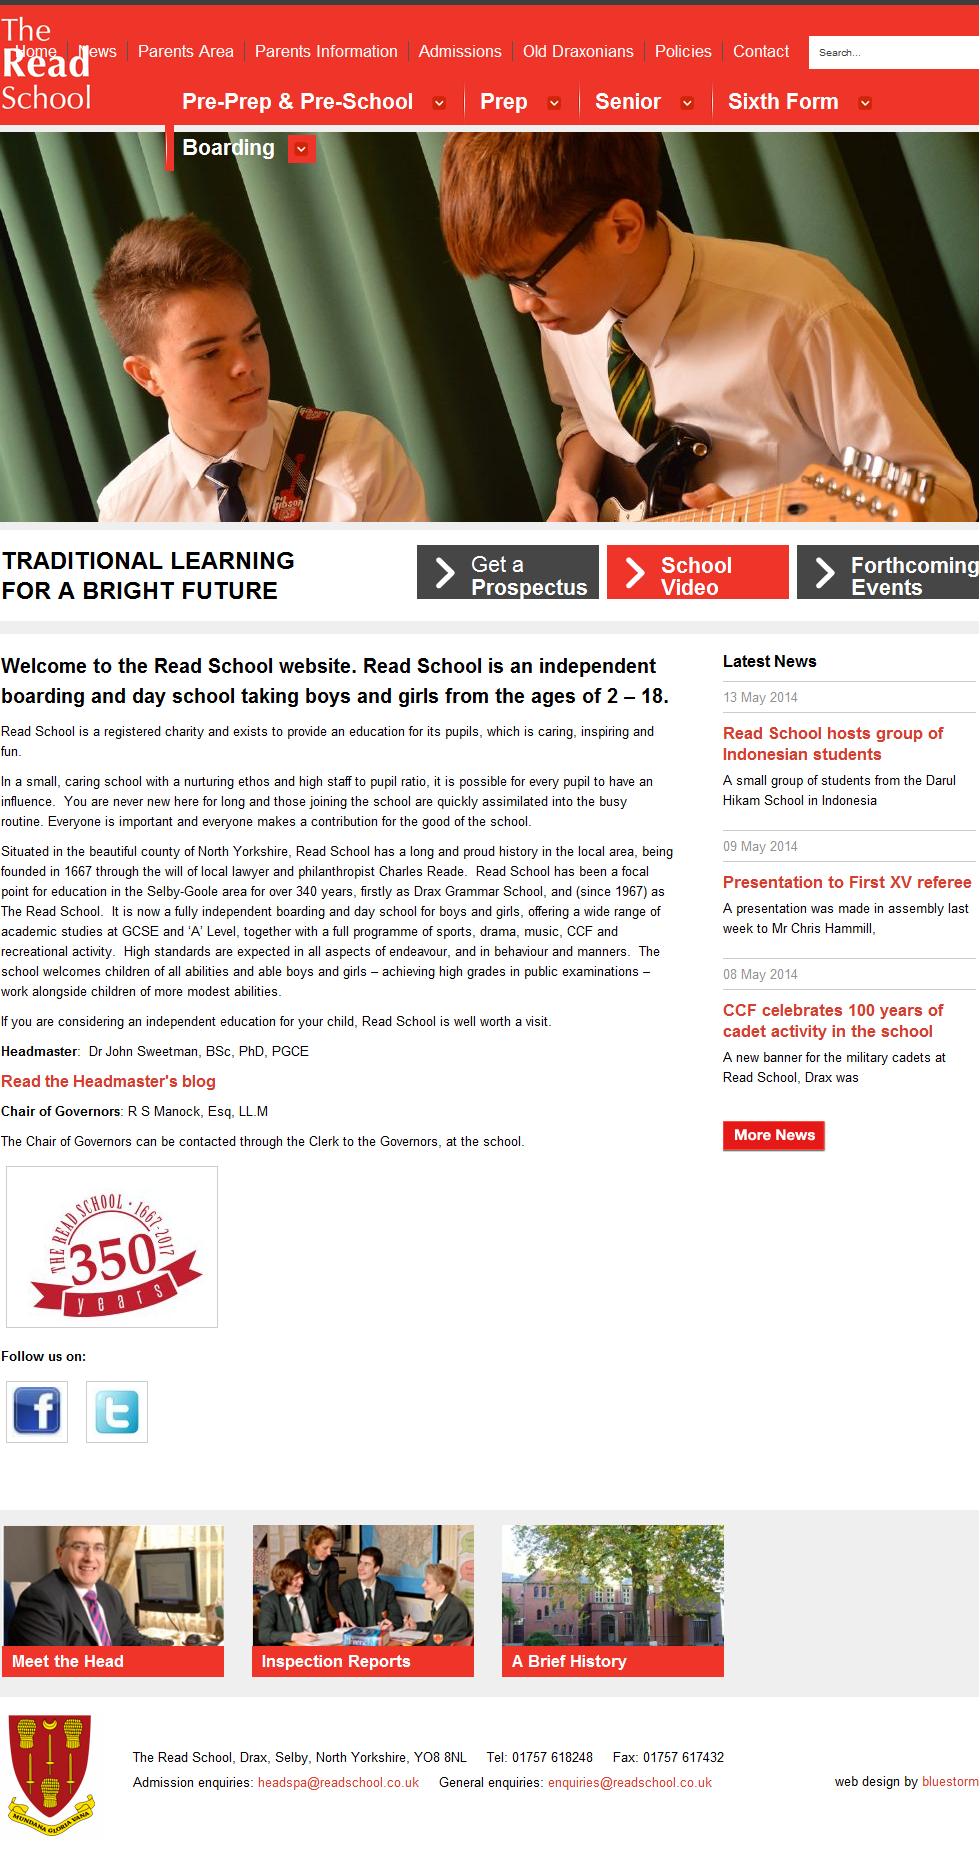 The
Read
School
Home
News
Parents Area
Parents Information
Admissions
Old Draxonians
Policies
Contact
Search...
Pre-Prep & Pre-School
Prep
Senior
Sixth Form
Boarding
Gibson
Gibson
TRADITIONAL LEARNING
FOR A BRIGHT FUTURE
Get a
Prospectus
School
Video
Forthcoming
Events
Welcome to the Read School website. Read School is an independent
boarding and day school taking boys and girls from the ages of 2 – 18.
Read School is a registered charity and exists to provide an education for its pupils, which is caring, inspiring and
fun.
In a small, caring school with a nurturing ethos and high staff to pupil ratio, it is possible for every pupil to have an
influence.  You are never new here for long and those joining the school are quickly assimilated into the busy
routine. Everyone is important and everyone makes a contribution for the good of the school.
Situated in the beautiful county of North Yorkshire, Read School has a long and proud history in the local area, being
founded in 1667 through the will of local lawyer and philanthropist Charles Reade.  Read School has been a focal
point for education in the Selby-Goole area for over 340 years, firstly as Drax Grammar School, and (since 1967) as
The Read School.  It is now a fully independent boarding and day school for boys and girls, offering a wide range of
academic studies at GCSE and ‘A’ Level, together with a full programme of sports, drama, music, CCF and
recreational activity.  High standards are expected in all aspects of endeavour, and in behaviour and manners.  The
school welcomes children of all abilities and able boys and girls – achieving high grades in public examinations –
work alongside children of more modest abilities.
If you are considering an independent education for your child, Read School is well worth a visit.
Headmaster:  Dr John Sweetman, BSc, PhD, PGCE
Read the Headmaster's blog
Chair of Governors: R S Manock, Esq, LL.M
The Chair of Governors can be contacted through the Clerk to the Governors, at the school.
THE READ SCHOOL · 1667-2017
350
years
Follow us on:
Latest News
13 May 2014
Read School hosts group of
Indonesian students
A small group of students from the Darul
Hikam School in Indonesia
09 May 2014
Presentation to First XV referee
A presentation was made in assembly last
week to Mr Chris Hammill,
08 May 2014
CCF celebrates 100 years of
cadet activity in the school
A new banner for the military cadets at
Read School, Drax was
More News
Meet the Head
Inspection Reports
A Brief History
MUNDANA GLORIA VANA
The Read School, Drax, Selby, North Yorkshire, YO8 8NL
Tel: 01757 618248
Fax: 01757 617432
Admission enquiries: headspa@readschool.co.uk
General enquiries: enquiries@readschool.co.uk
web design by bluestorm